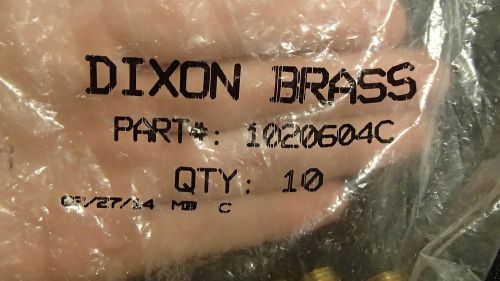 DIXON BRASS
PART#: 1020604C
QTY: 10
MB C